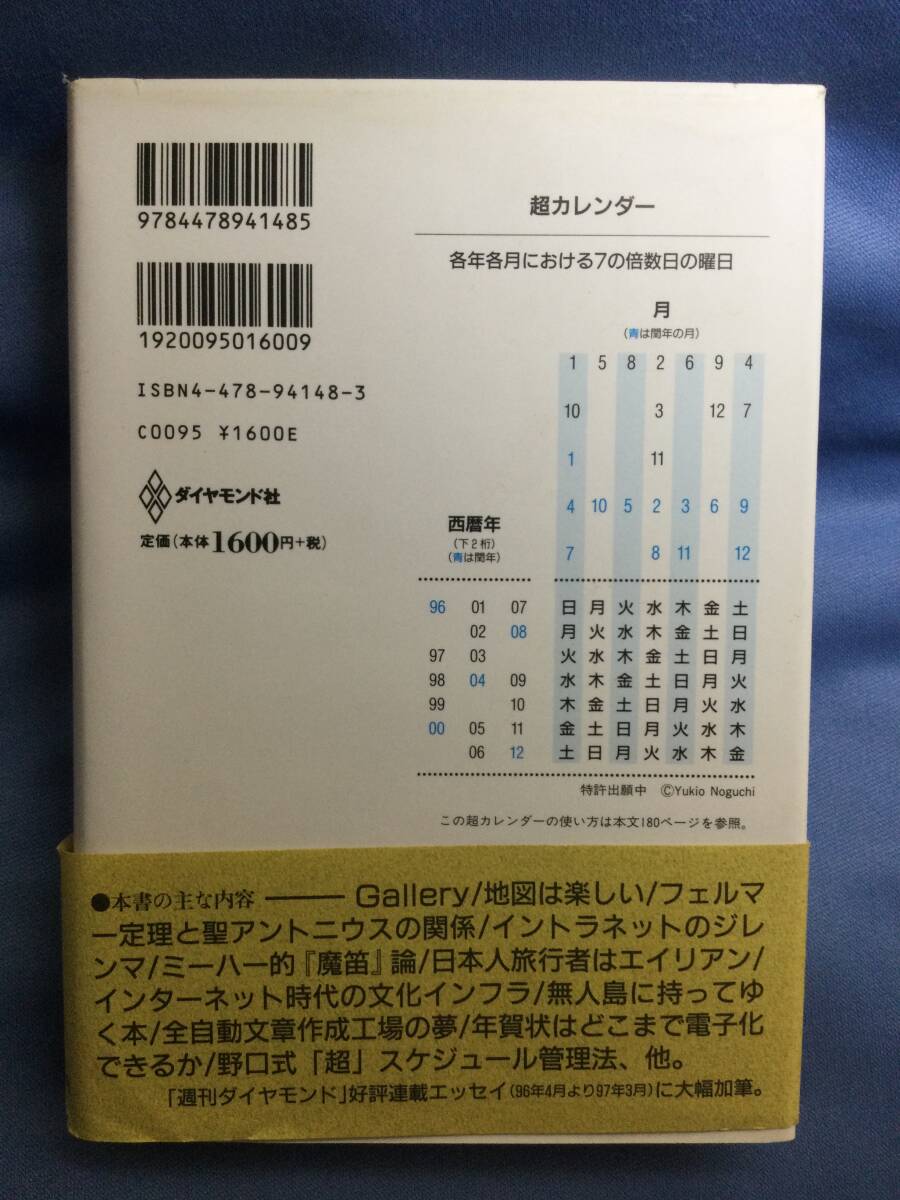 9784478941485
1920095016009
ISBN4-478-94148-3
C0095 ¥1600E
ダイヤモンド社
定価(本体1600円+税)
超カレンダー
各年各月における7の倍数日の曜日
月
(青は閏年の月)
1 5 8 2 6 9 4
10 3 12 7
1 11
4 10 5 2 3 6 9
7 8 11 12
西暦年
(下2桁)
(青は閏年)
96 01 07 日 月 火 水 木 金 土
02 08 月 火 水 木 金 土 日
97 03 火 水 木 金 土 日 月
98 04 09 水 木 金 土 日 月 火
99 10 木 金 土 日 月 火 水
00 05 11 金 土 日 月 火 水 木
06 12 土 日 月 火 水 木 金
特許出願中 ©Yukio Noguchi
この超カレンダーの使い方は本文180ページを参照。
●本書の主な内容――Gallery/地図は楽しい/フェルマ
ー定理と聖アントニウスの関係/イントラネットのジレ
ンマ/ミーハー的『魔笛』論/日本人旅行者はエイリアン/
インターネット時代の文化インフラ/無人島に持ってゆ
く本/全自動文章作成工場の夢/年賀状はどこまで電子化
できるか/野口式「超」スケジュール管理法、他。
「週刊ダイヤモンド」好評連載エッセイ(96年4月より97年3月)に大幅加筆。